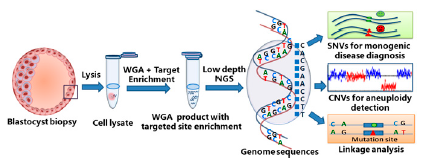 SNVs for monogenic
disease diagnosis
Lysis
WGA + Target
Enrichment
Low depth
NGS
Blastocyst biopsy
Cell lysate
WGA product with
targeted site enrichment
Genome sequences
CNVs for aneuploidy
detection
C A C G
A G A T
Mutation site
Linkage analysis